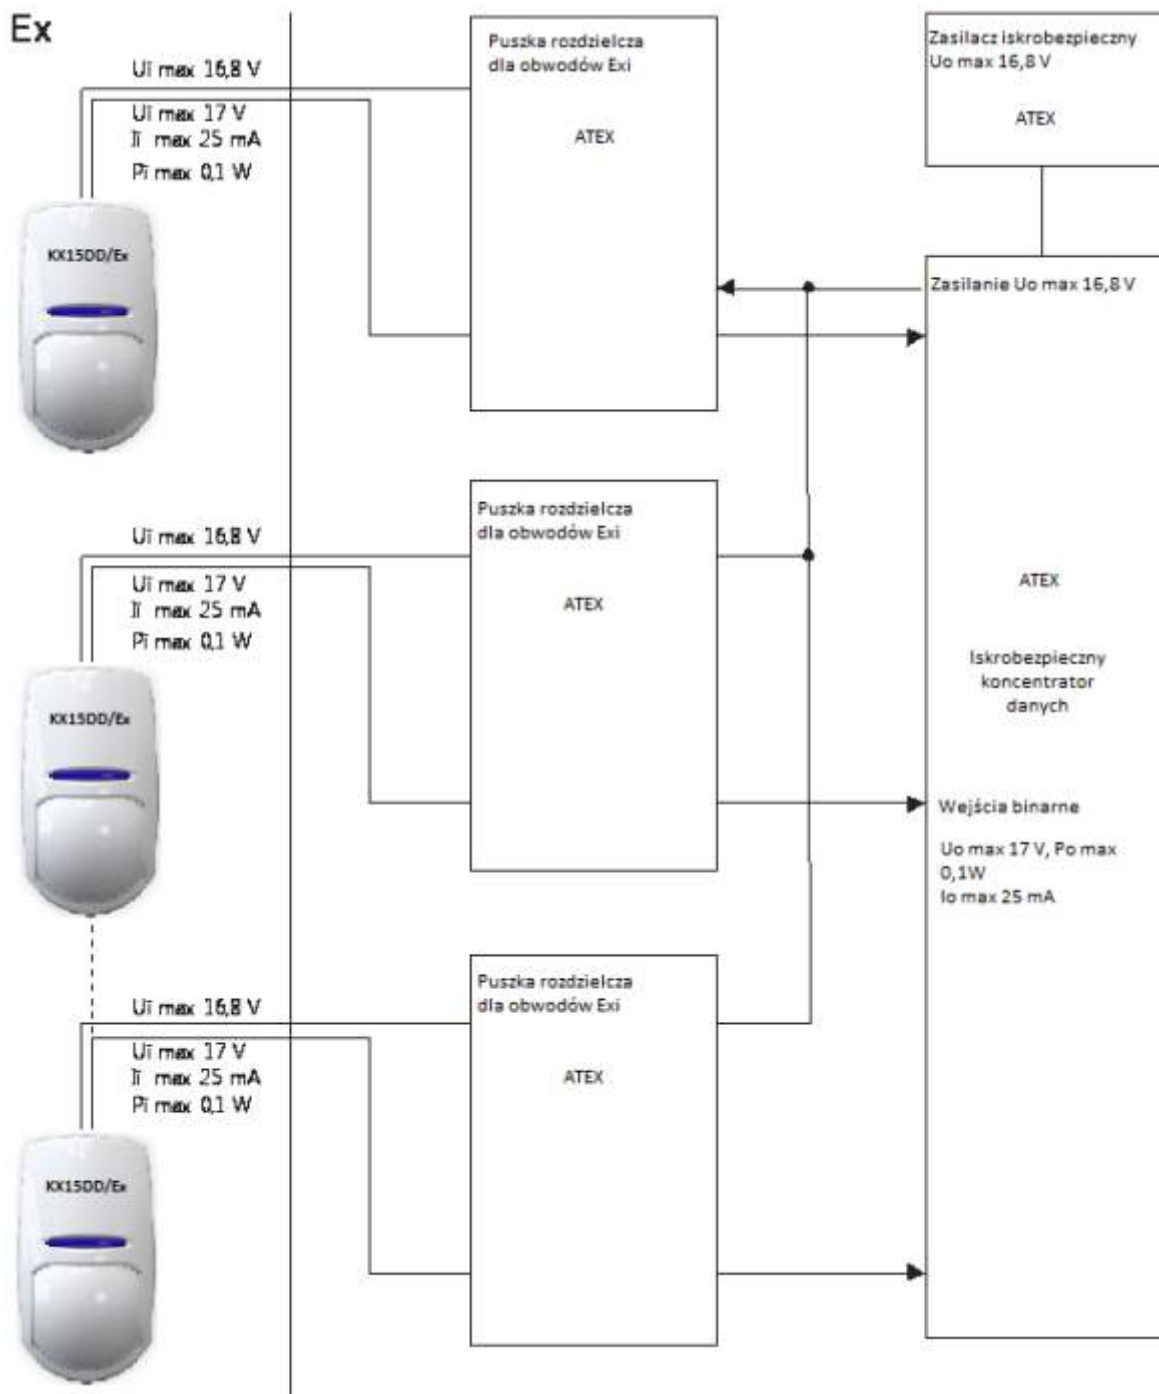 Ex
Ui max 16,8 V
Ui max 17 V
Ii max 25 mA
Pi max 0,1 W
KX15DD/Ex
Puszka rozdzielcza
dla obwodów Exi
ATEX
Zasilacz iskrobezpieczny
Uo max 16,8 V
ATEX
Zasilanie Uo max 16,8 V
Ui max 16,8 V
Ui max 17 V
Ii max 25 mA
Pi max 0,1 W
KX15DD/Ex
Puszka rozdzielcza
dla obwodów Exi
ATEX
ATEX
Iskrobezpieczny
koncentrator
danych
Wejścia binarne
Uo max 17 V, Po max
0,1W
Io max 25 mA
Ui max 16,8 V
Ui max 17 V
Ii max 25 mA
Pi max 0,1 W
KX15DD/Ex
Puszka rozdzielcza
dla obwodów Exi
ATEX